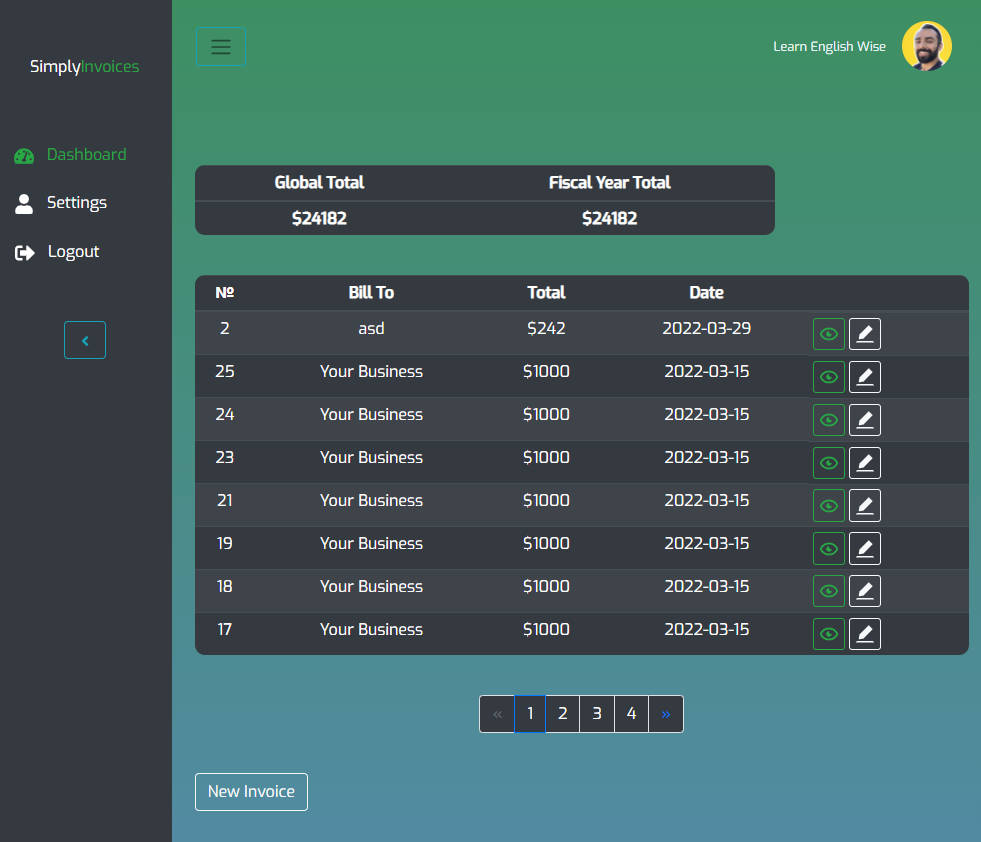 SimplyInvoices
Learn English Wise
Dashboard
Settings
Logout
Global Total Fiscal Year Total
$24182 $24182
Nº Bill To Total Date
2 asd $242 2022-03-29
25 Your Business $1000 2022-03-15
24 Your Business $1000 2022-03-15
23 Your Business $1000 2022-03-15
21 Your Business $1000 2022-03-15
19 Your Business $1000 2022-03-15
18 Your Business $1000 2022-03-15
17 Your Business $1000 2022-03-15
« 1 2 3 4 »
New Invoice